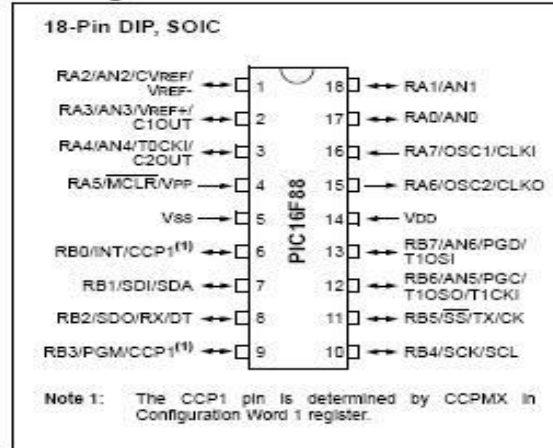 18-Pin DIP, SOIC
RA2/AN2/CVREF/
VREF-
1
18
RA1/AN1
RA3/AN3/VREF+/
C1OUT
2
17
RA0/AN0
RA4/AN4/T0CKI/
C2OUT
3
16
RA7/OSC1/CLKI
RA5/MCLR/VPP
4
15
RA6/OSC2/CLKO
VSS
5
14
VDD
PIC16F88
RB0/INT/CCP1(1)
6
13
RB7/AN6/PGD/
T1OSI
RB1/SDI/SDA
7
12
RB6/AN5/PGC/
T1OSO/T1CKI
RB2/SDO/RX/DT
8
11
RB5/SS/TX/CK
RB3/PGM/CCP1(1)
9
10
RB4/SCK/SCL
Note 1: The CCP1 pin is determined by CCPMX in
Configuration Word 1 register.